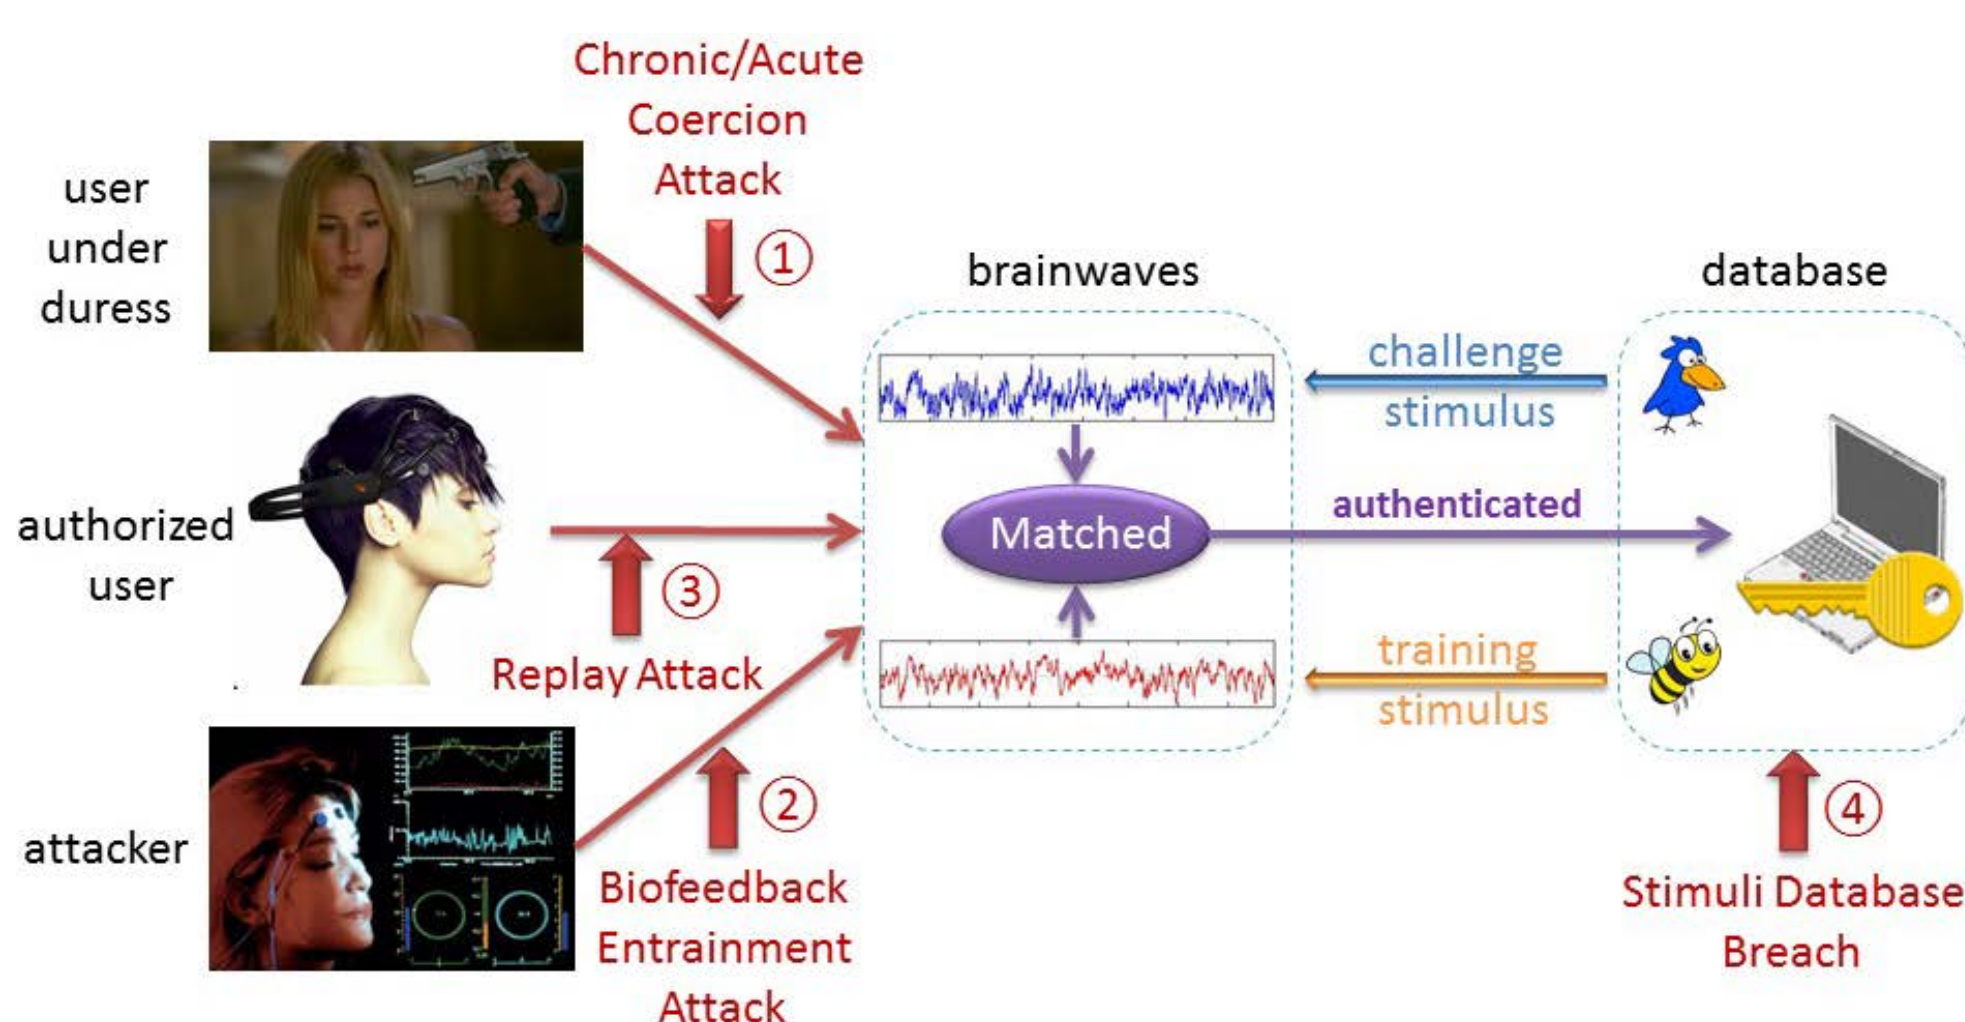 Chronic/Acute
Coercion
Attack
①
user
under
duress
brainwaves
database
challenge
stimulus
authenticated
Matched
authorized
user
③
Replay Attack
training
stimulus
②
attacker
Biofeedback
Entrainment
Attack
④
Stimuli Database
Breach